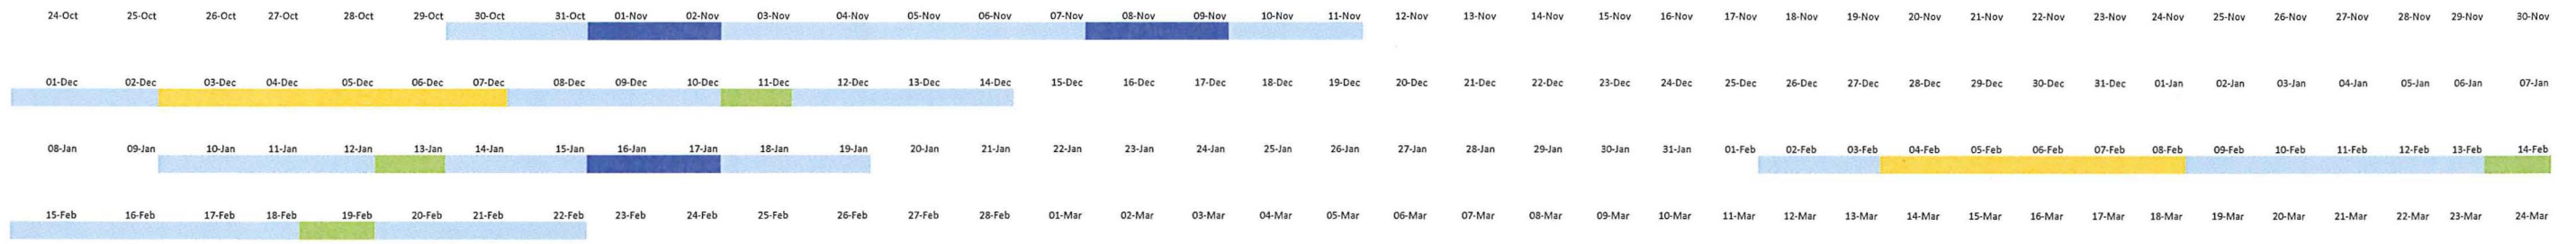 24-Oct 25-Oct 26-Oct 27-Oct 28-Oct 29-Oct 30-Oct 31-Oct 01-Nov 02-Nov 03-Nov 04-Nov 05-Nov 06-Nov 07-Nov 08-Nov 09-Nov 10-Nov 11-Nov 12-Nov 13-Nov 14-Nov 15-Nov 16-Nov 17-Nov 18-Nov 19-Nov 20-Nov 21-Nov 22-Nov 23-Nov 24-Nov 25-Nov 26-Nov 27-Nov 28-Nov 29-Nov 30-Nov
01-Dec 02-Dec 03-Dec 04-Dec 05-Dec 06-Dec 07-Dec 08-Dec 09-Dec 10-Dec 11-Dec 12-Dec 13-Dec 14-Dec 15-Dec 16-Dec 17-Dec 18-Dec 19-Dec 20-Dec 21-Dec 22-Dec 23-Dec 24-Dec 25-Dec 26-Dec 27-Dec 28-Dec 29-Dec 30-Dec 31-Dec 01-Jan 02-Jan 03-Jan 04-Jan 05-Jan 06-Jan 07-Jan
08-Jan 09-Jan 10-Jan 11-Jan 12-Jan 13-Jan 14-Jan 15-Jan 16-Jan 17-Jan 18-Jan 19-Jan 20-Jan 21-Jan 22-Jan 23-Jan 24-Jan 25-Jan 26-Jan 27-Jan 28-Jan 29-Jan 30-Jan 31-Jan 01-Feb 02-Feb 03-Feb 04-Feb 05-Feb 06-Feb 07-Feb 08-Feb 09-Feb 10-Feb 11-Feb 12-Feb 13-Feb 14-Feb
15-Feb 16-Feb 17-Feb 18-Feb 19-Feb 20-Feb 21-Feb 22-Feb 23-Feb 24-Feb 25-Feb 26-Feb 27-Feb 28-Feb 01-Mar 02-Mar 03-Mar 04-Mar 05-Mar 06-Mar 07-Mar 08-Mar 09-Mar 10-Mar 11-Mar 12-Mar 13-Mar 14-Mar 15-Mar 16-Mar 17-Mar 18-Mar 19-Mar 20-Mar 21-Mar 22-Mar 23-Mar 24-Mar